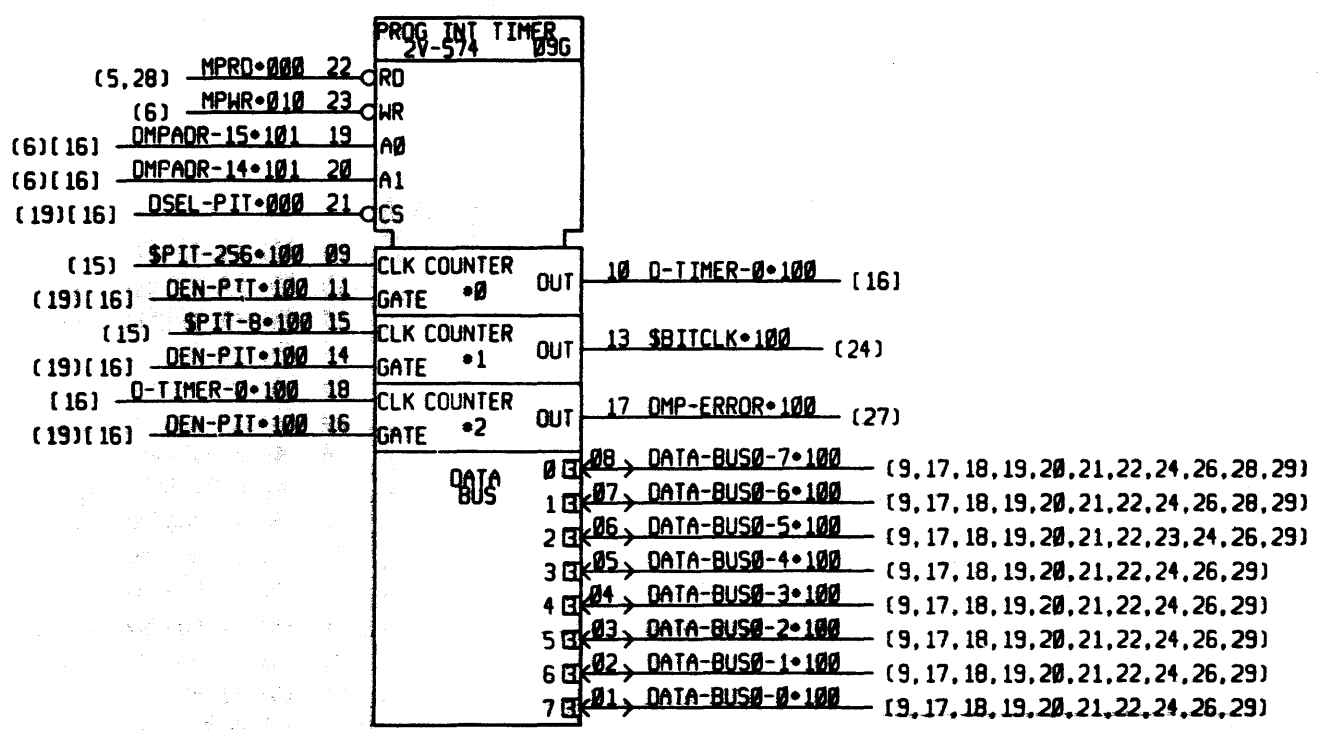 PROG INT TIMER
2V-574 09G
(5,28) MPRD*000 22 RD
(6) MPWR*010 23 WR
(6)[16] DMPADR-15*101 19 A0
(6)[16] DMPADR-14*101 20 A1
(19)[16] DSEL-PIT*000 21 CS
(15) $PIT-256*100 09 CLK COUNTER
(19)[16] DEN-PIT*100 11 GATE *0 OUT 10 D-TIMER-0*100 [16]
(15) $PIT-8*100 15 CLK COUNTER
(19)[16] DEN-PIT*100 14 GATE *1 OUT 13 $BITCLK*100 (24)
[16] D-TIMER-0*100 18 CLK COUNTER
(19)[16] DEN-PIT*100 16 GATE *2 OUT 17 DMP-ERROR*100 (27)
DATA
BUS
0 3 08 DATA-BUS0-7*100 (9,17,18,19,20,21,22,24,26,28,29)
1 3 07 DATA-BUS0-6*100 (9,17,18,19,20,21,22,24,26,28,29)
2 3 06 DATA-BUS0-5*100 (9,17,18,19,20,21,22,23,24,26,29)
3 3 05 DATA-BUS0-4*100 (9,17,18,19,20,21,22,24,26,29)
4 3 04 DATA-BUS0-3*100 (9,17,18,19,20,21,22,24,26,29)
5 3 03 DATA-BUS0-2*100 (9,17,18,19,20,21,22,24,26,29)
6 3 02 DATA-BUS0-1*100 (9,17,18,19,20,21,22,24,26,29)
7 3 01 DATA-BUS0-0*100 (9,17,18,19,20,21,22,24,26,29)